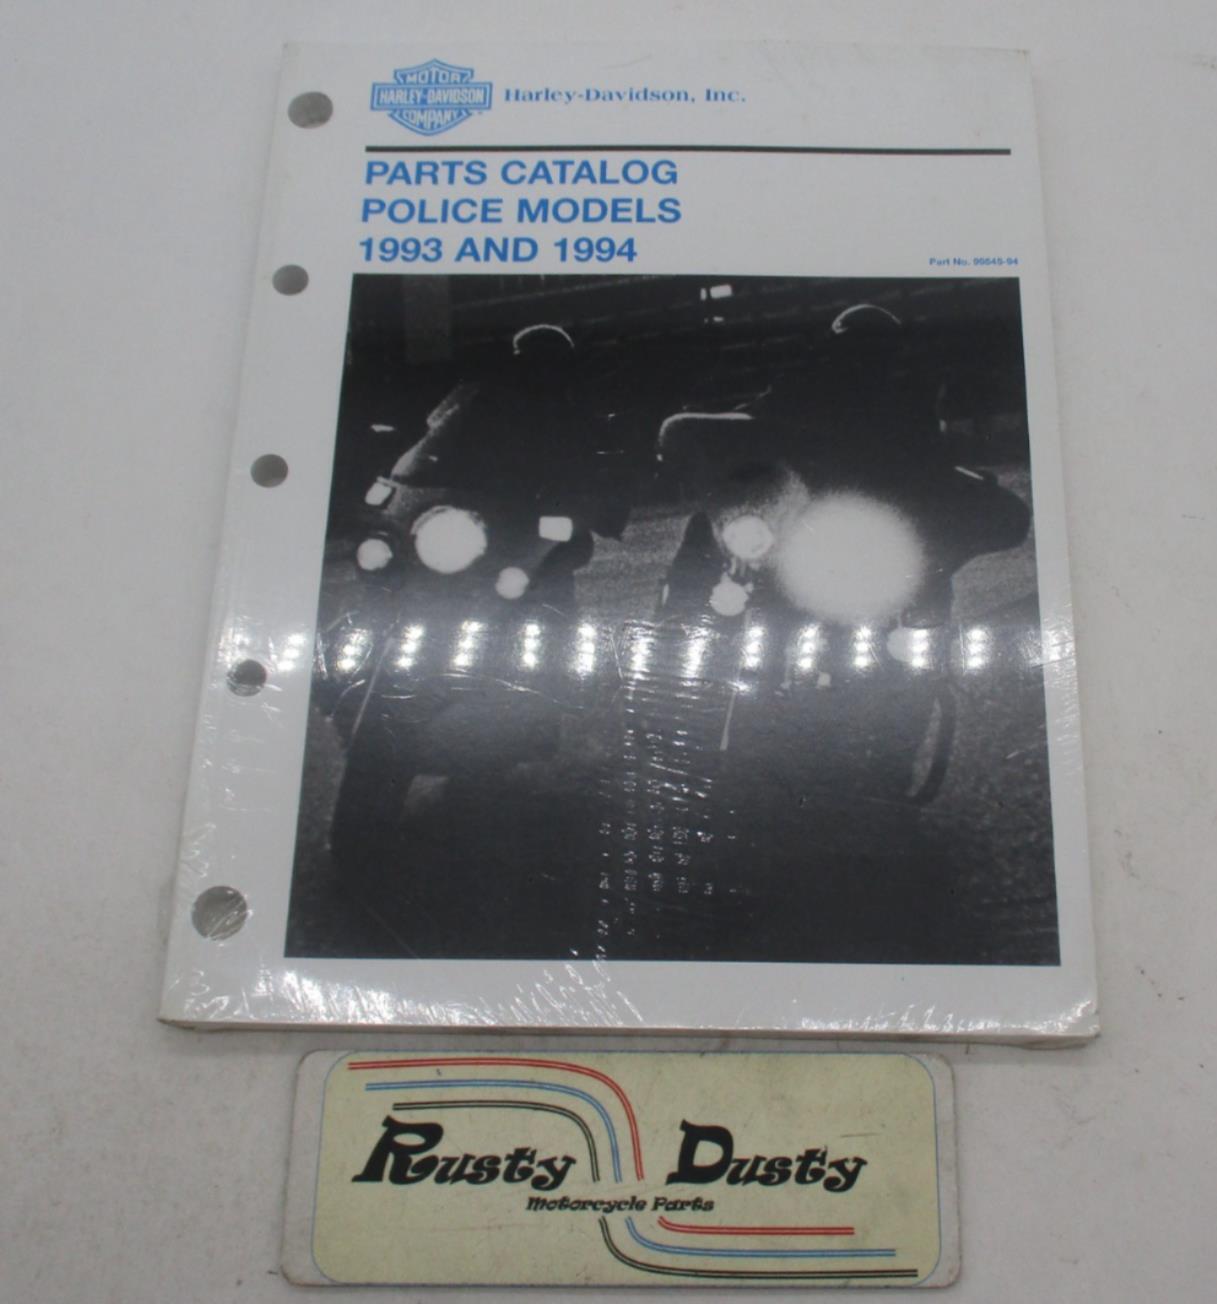 MOTOR
HARLEY-DAVIDSON
COMPANY
Harley-Davidson, Inc.
PARTS CATALOG
POLICE MODELS
1993 AND 1994
Part No. 99545-94
Rusty Dusty
Motorcycle Parts